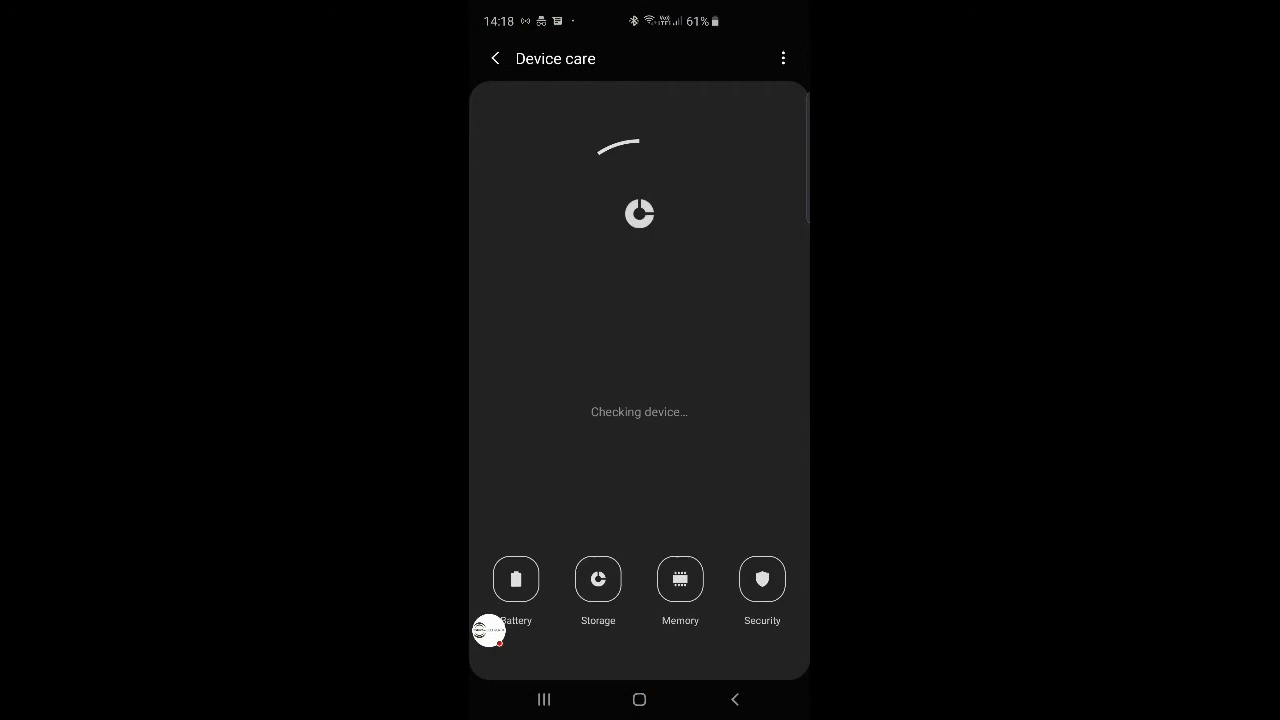 14:18 61%
Device care
Checking device...
Battery Storage Memory Security